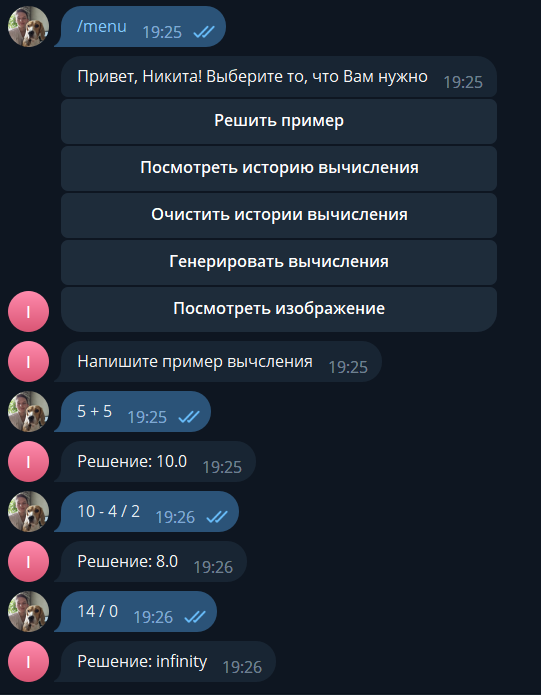 /menu 19:25
Привет, Никита! Выберите то, что Вам нужно 19:25
Решить пример
Посмотреть историю вычисления
Очистить истории вычисления
Генерировать вычисления
Посмотреть изображение
I
I Напишите пример вычсления 19:25
5 + 5 19:25
I Решение: 10.0 19:25
10 - 4 / 2 19:26
I Решение: 8.0 19:26
14 / 0 19:26
I Решение: infinity 19:26